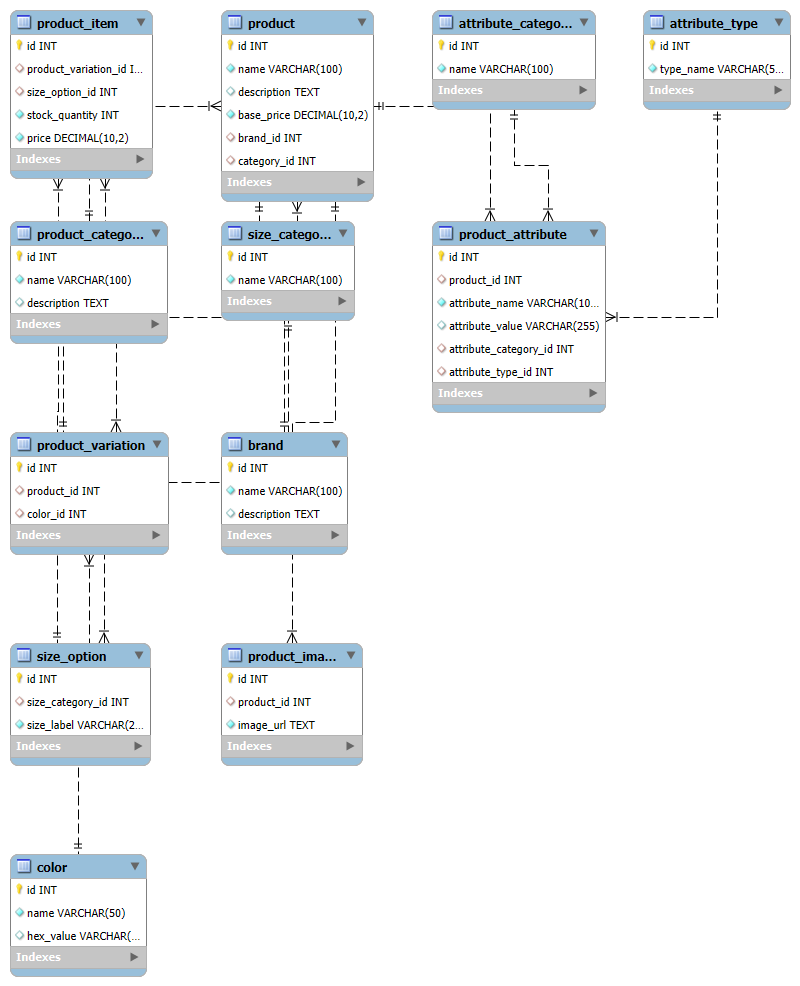 product_item
id INT
product_variation_id I...
size_option_id INT
stock_quantity INT
price DECIMAL(10,2)
Indexes
product
id INT
name VARCHAR(100)
description TEXT
base_price DECIMAL(10,2)
brand_id INT
category_id INT
Indexes
attribute_catego...
id INT
name VARCHAR(100)
Indexes
attribute_type
id INT
type_name VARCHAR(5...
Indexes
product_catego...
id INT
name VARCHAR(100)
description TEXT
Indexes
size_catego...
id INT
name VARCHAR(100)
Indexes
product_attribute
id INT
product_id INT
attribute_name VARCHAR(10...
attribute_value VARCHAR(255)
attribute_category_id INT
attribute_type_id INT
Indexes
product_variation
id INT
product_id INT
color_id INT
Indexes
brand
id INT
name VARCHAR(100)
description TEXT
Indexes
size_option
id INT
size_category_id INT
size_label VARCHAR(2...
Indexes
product_ima...
id INT
product_id INT
image_url TEXT
Indexes
color
id INT
name VARCHAR(50)
hex_value VARCHAR(...
Indexes